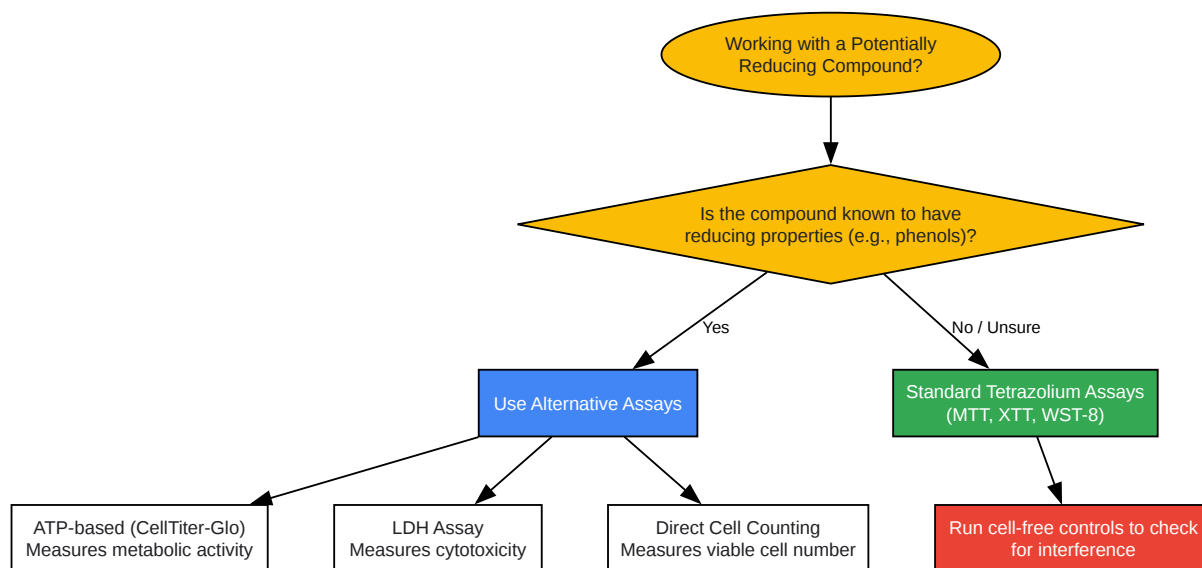 Working with a Potentially
Reducing Compound?
Is the compound known to have
reducing properties (e.g., phenols)?
Yes
No / Unsure
Use Alternative Assays
Standard Tetrazolium Assays
(MTT, XTT, WST-8)
ATP-based (CellTiter-Glo)
Measures metabolic activity
LDH Assay
Measures cytotoxicity
Direct Cell Counting
Measures viable cell number
Run cell-free controls to check
for interference